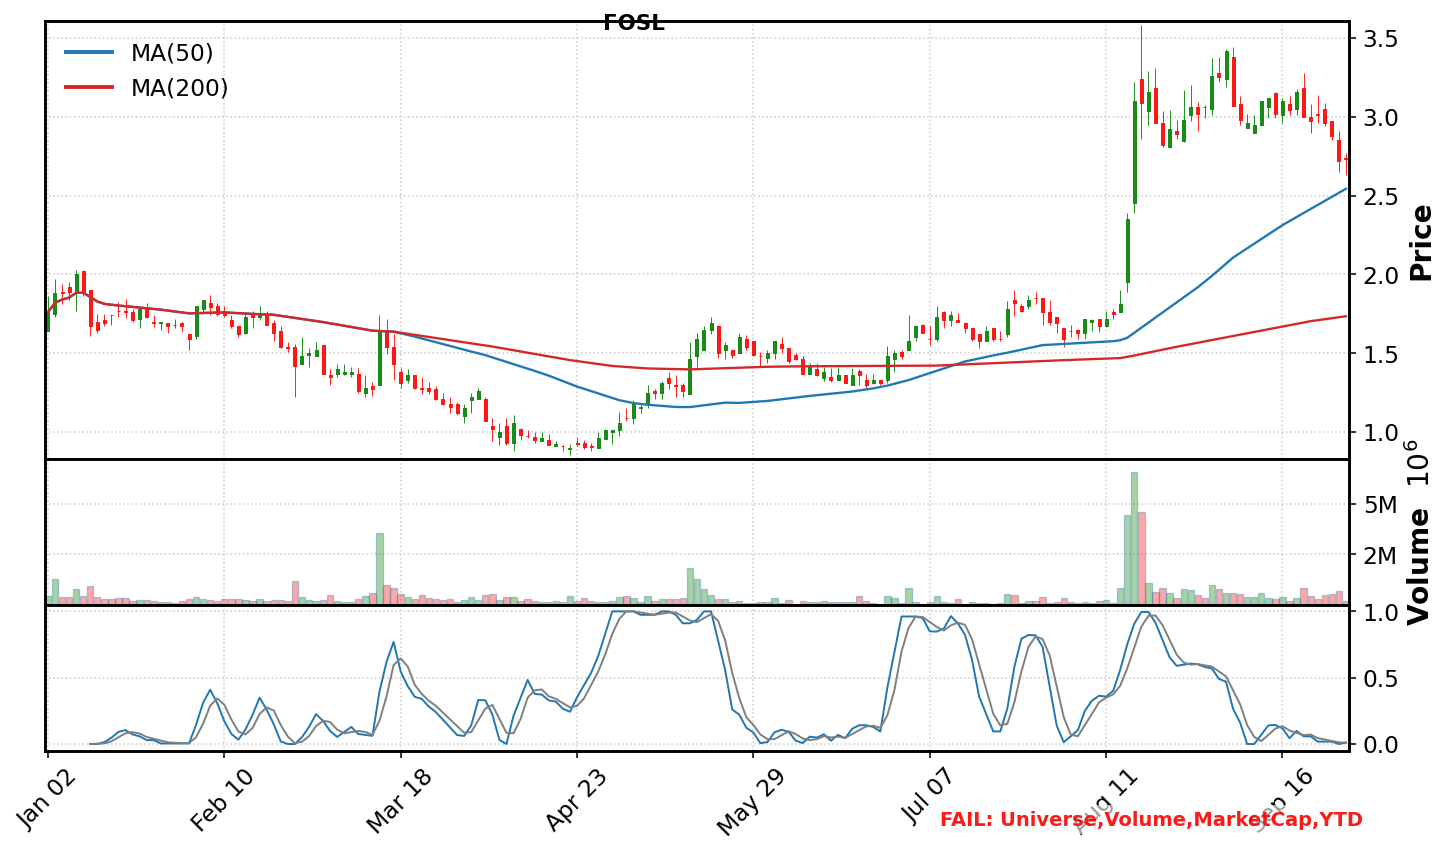 FOSL
MA(50)
MA(200)
3.5
3.0
2.5
2.0
1.5
1.0
Price
5M
2M
Volume 10^6
1.0
0.5
0.0
Jan 02
Feb 10
Mar 18
Apr 23
May 29
Jul 07
Aug 11
Sep 16
FAIL: Universe,Volume,MarketCap,YTD